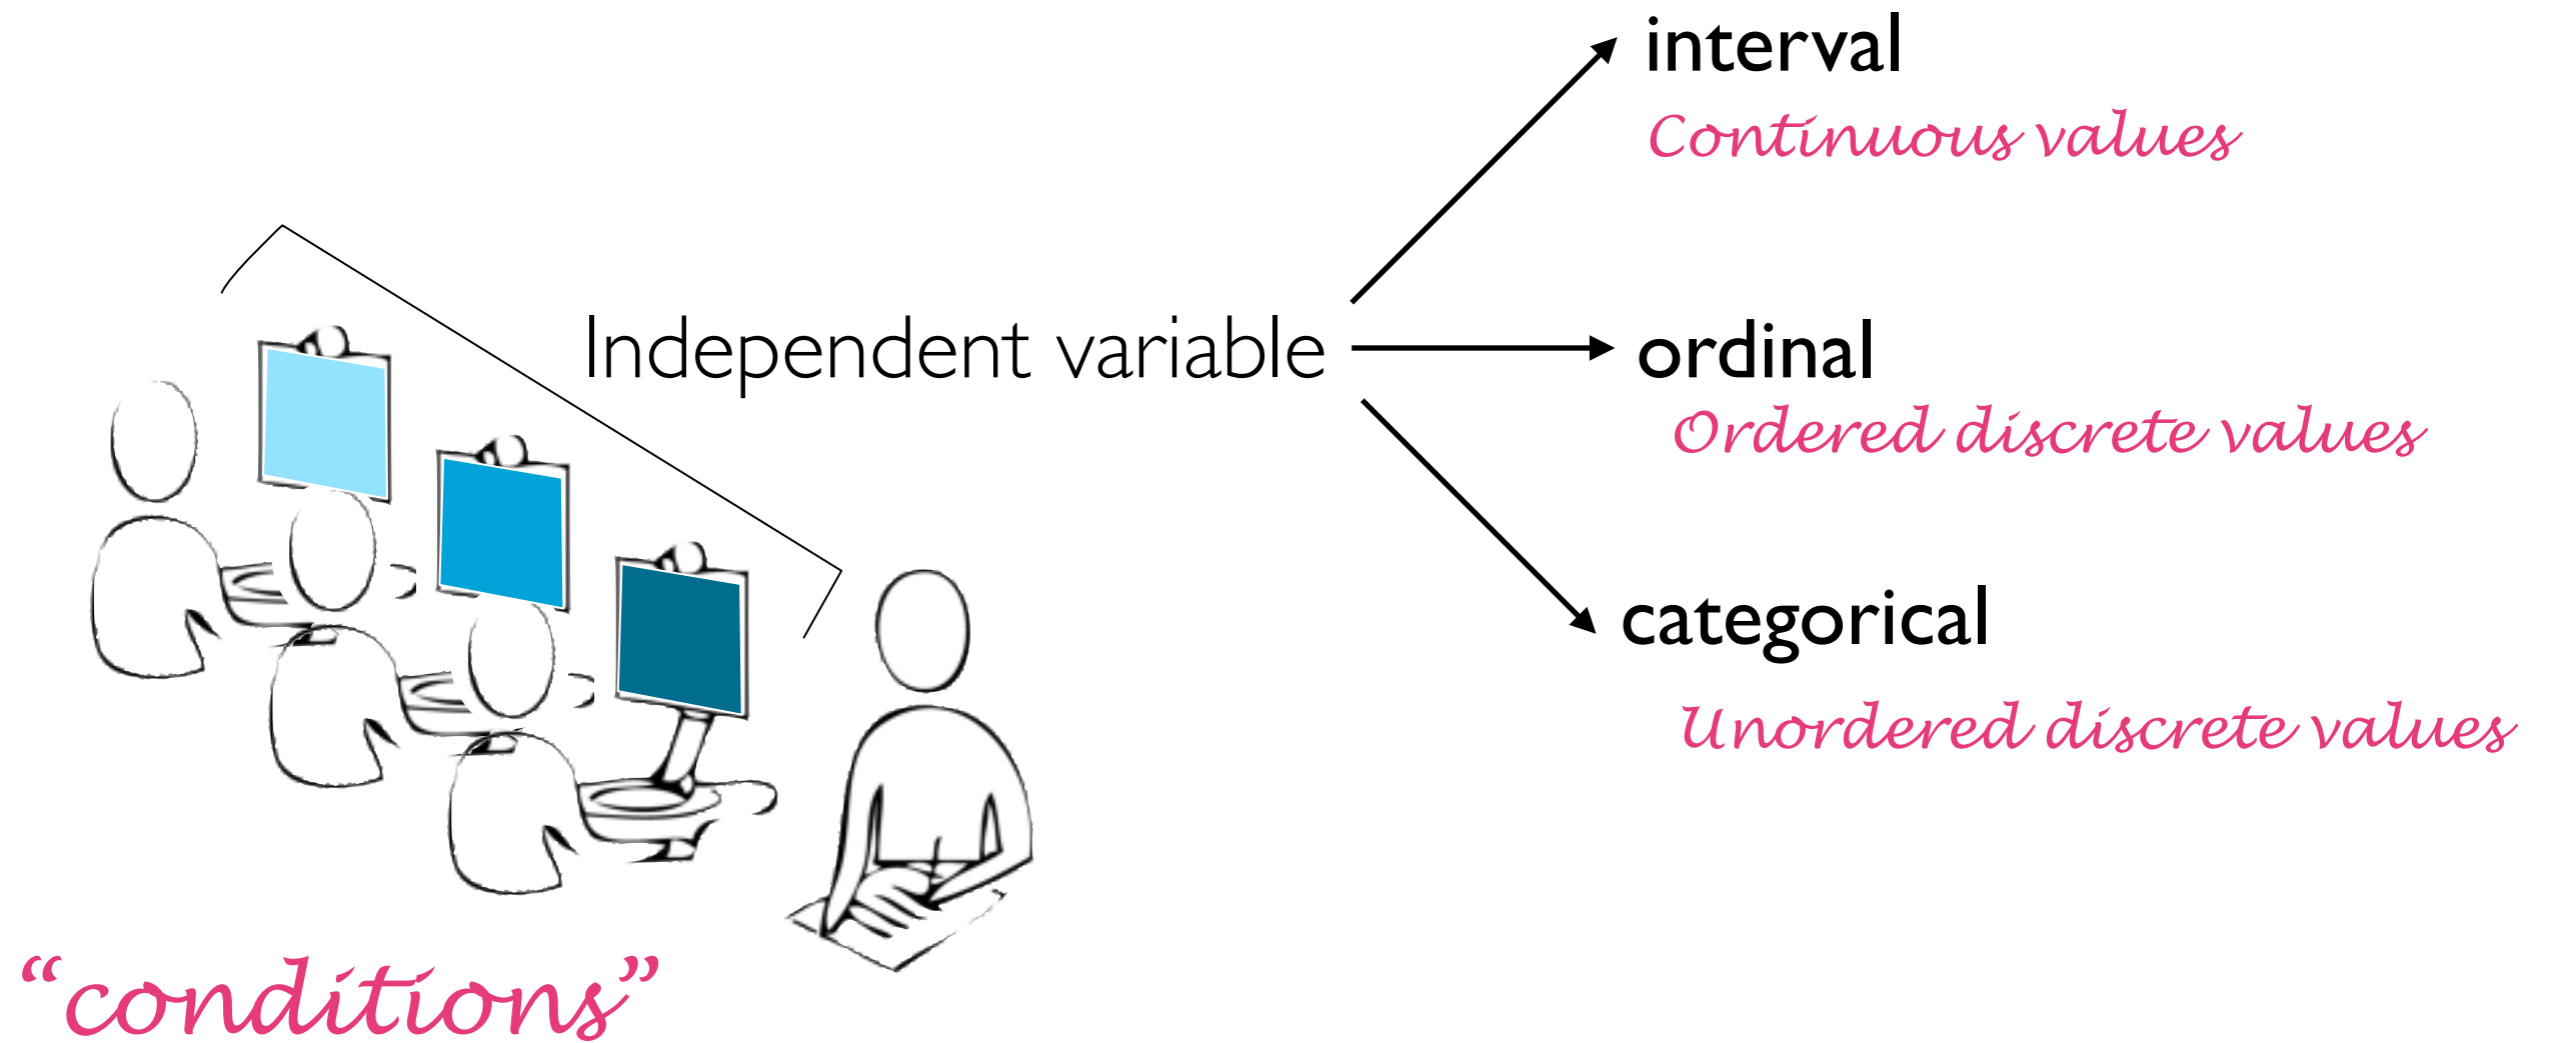 interval
Continuous values
Independent variable
ordinal
Ordered discrete values
categorical
Unordered discrete values
“conditions”